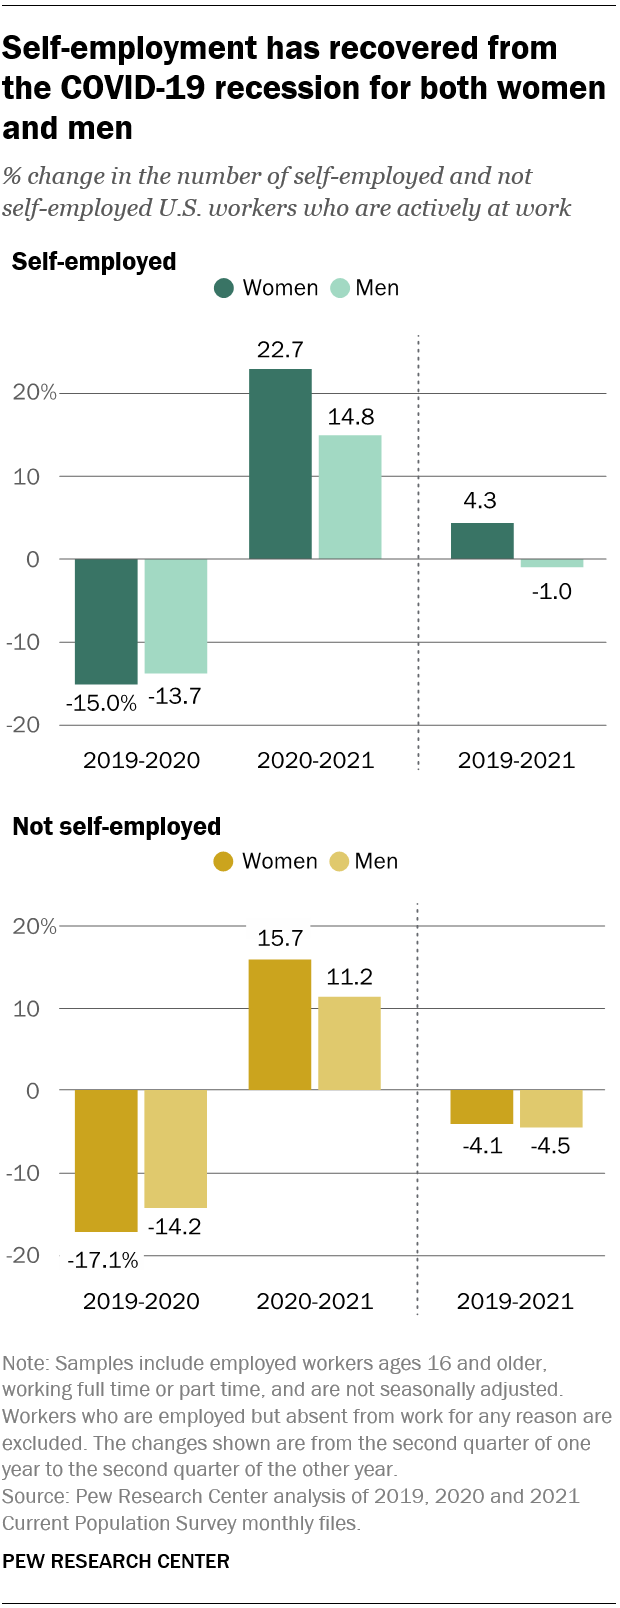 Self-employment has recovered from
the COVID-19 recession for both women
and men
% change in the number of self-employed and not
self-employed U.S. workers who are actively at work
Self-employed
Women Men
22.7
20%
14.8
10
4.3
0
-1.0
-10
-15.0% -13.7
-20
2019-2020 2020-2021 2019-2021
Not self-employed
Women Men
20%
15.7
11.2
10
0
-4.1 -4.5
-10
-14.2
-20
-17.1%
2019-2020 2020-2021 2019-2021
Note: Samples include employed workers ages 16 and older,
working full time or part time, and are not seasonally adjusted.
Workers who are employed but absent from work for any reason are
excluded. The changes shown are from the second quarter of one
year to the second quarter of the other year.
Source: Pew Research Center analysis of 2019, 2020 and 2021
Current Population Survey monthly files.
PEW RESEARCH CENTER